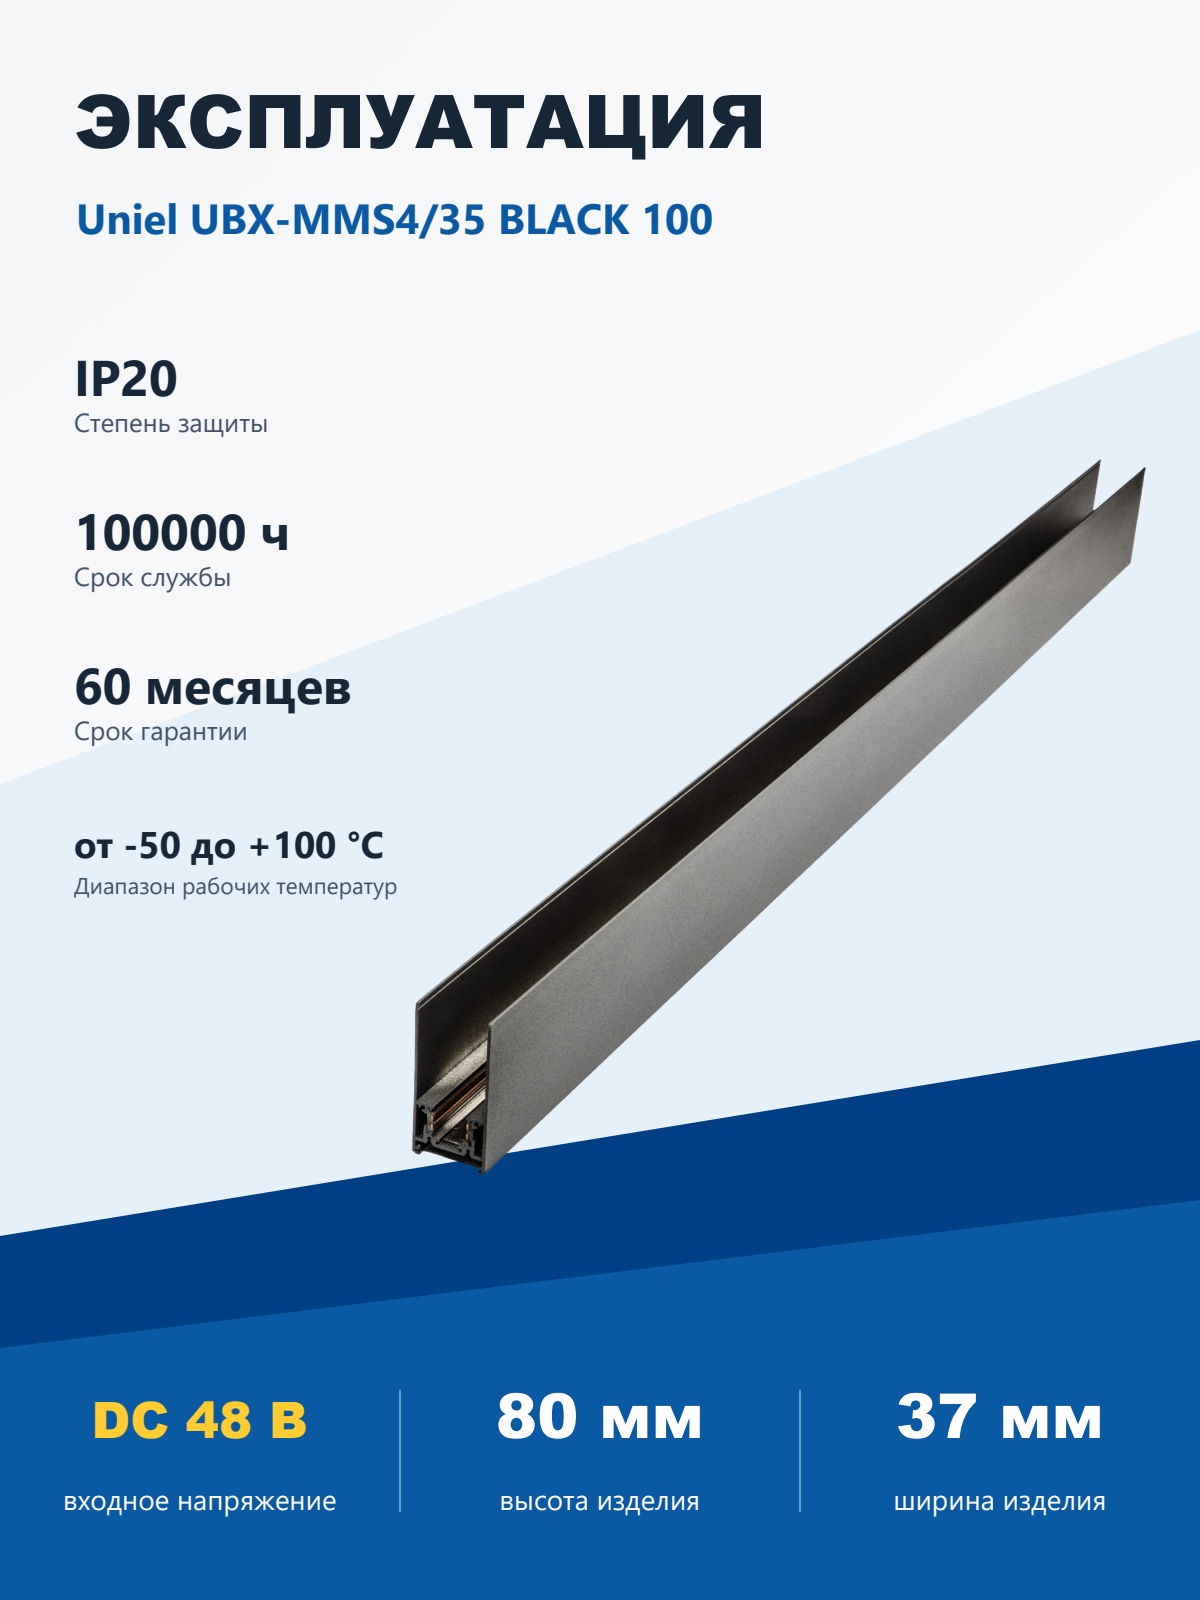 ЭКСПЛУАТАЦИЯ
Uniel UBX-MMS4/35 BLACK 100
IP20
Степень защиты
100000 ч
Срок службы
60 месяцев
Срок гарантии
от -50 до +100 °C
Диапазон рабочих температур
DC 48 В
входное напряжение
80 мм
высота изделия
37 мм
ширина изделия